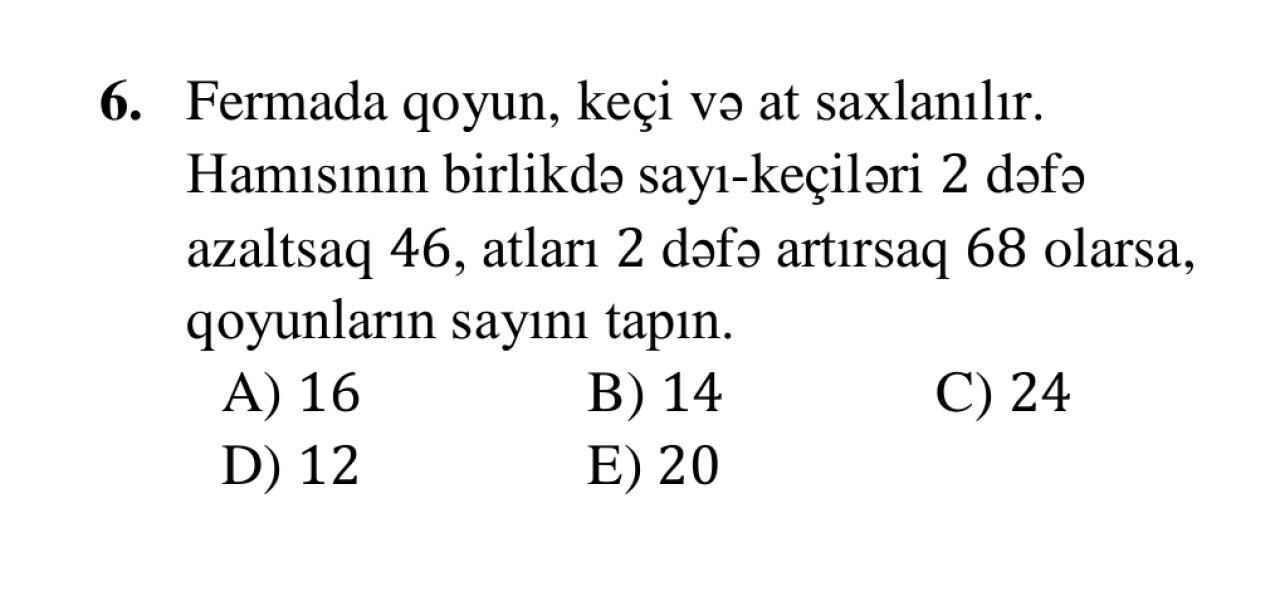 6. Fermada qoyun, keçi və at saxlanılır.
Hamısının birlikdə sayı-keçiləri 2 dəfə
azaltsaq 46, atları 2 dəfə artırsaq 68 olarsa,
qoyunların sayını tapın.
A) 16 B) 14 C) 24
D) 12 E) 20